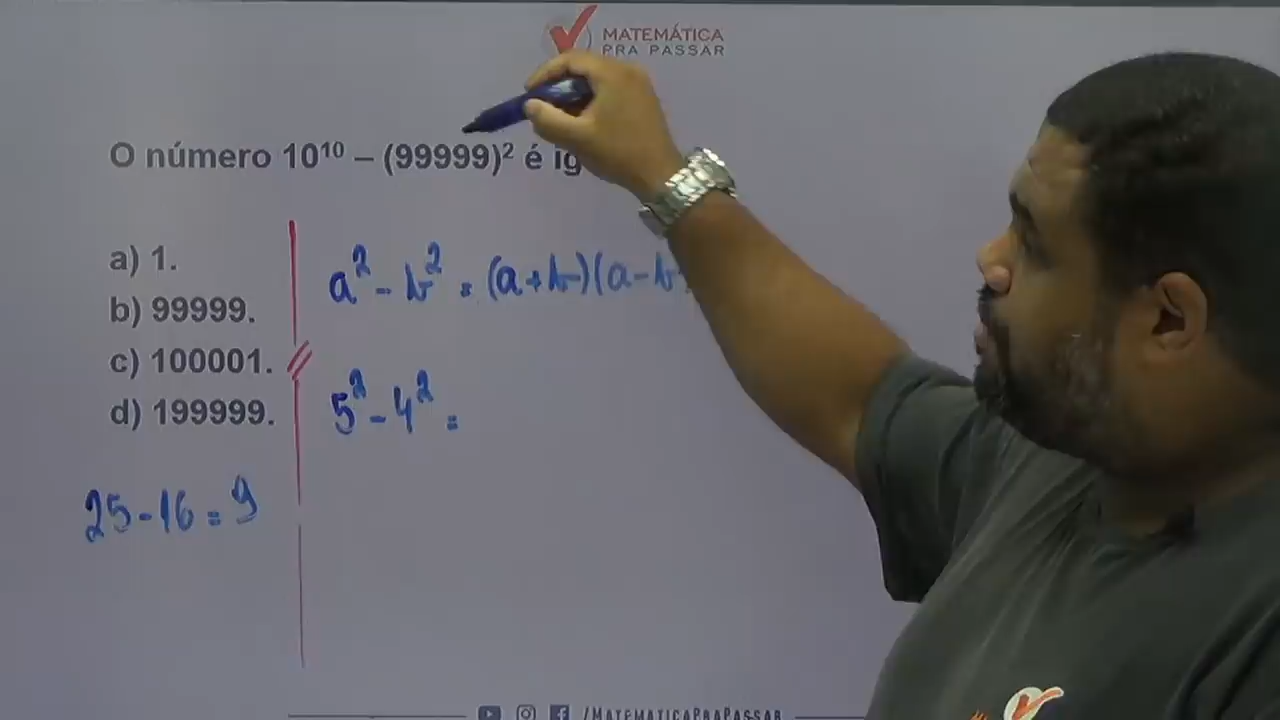 MATEMÁTICA
PRA PASSAR
O número 10¹⁰ – (99999)² é
a) 1.
b) 99999.
c) 100001.
d) 199999.
a² - b² = (a+b)(a-b
5² - 4² =
25-16 = 9
/MATEMATICAPRAPASSAR